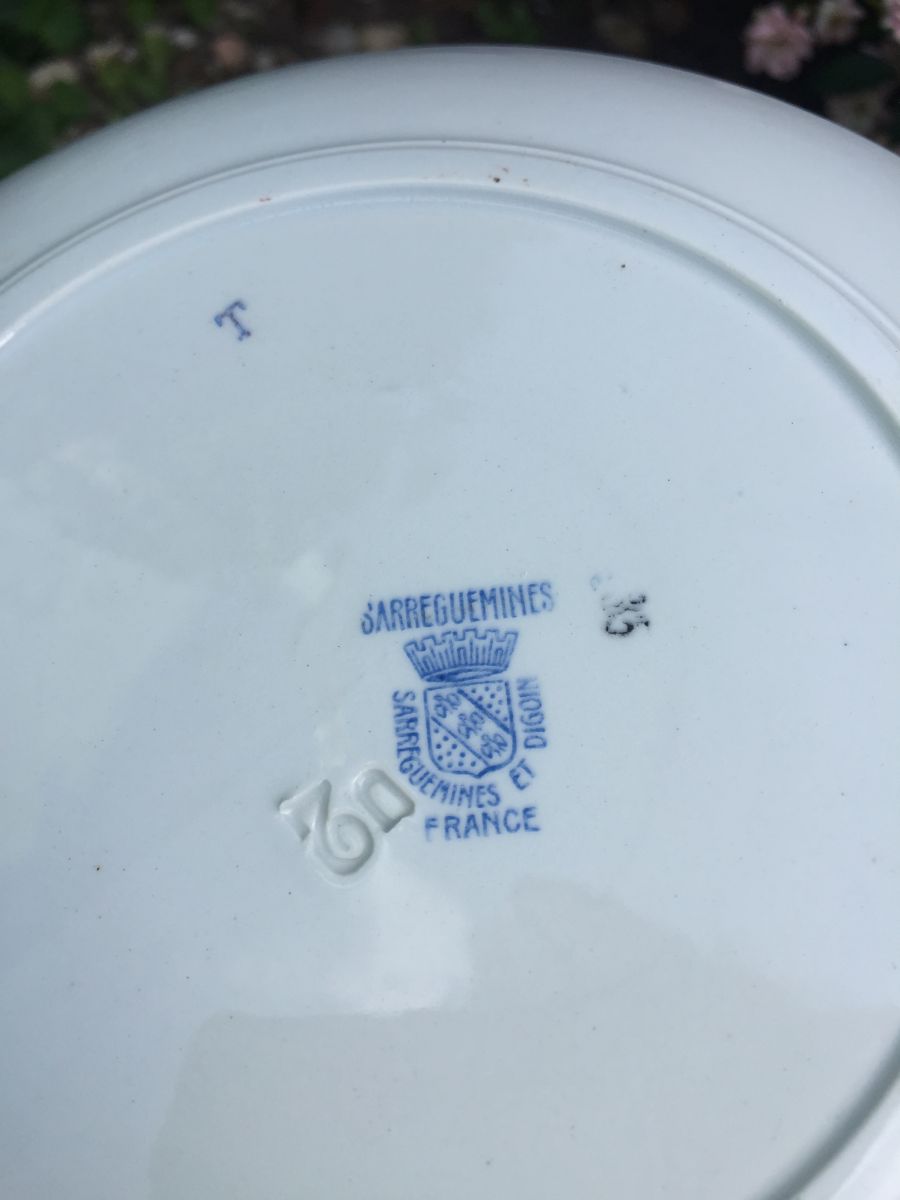 T
SARREGUEMINES
SARREGUEMINES ET DIGOIN
FRANCE